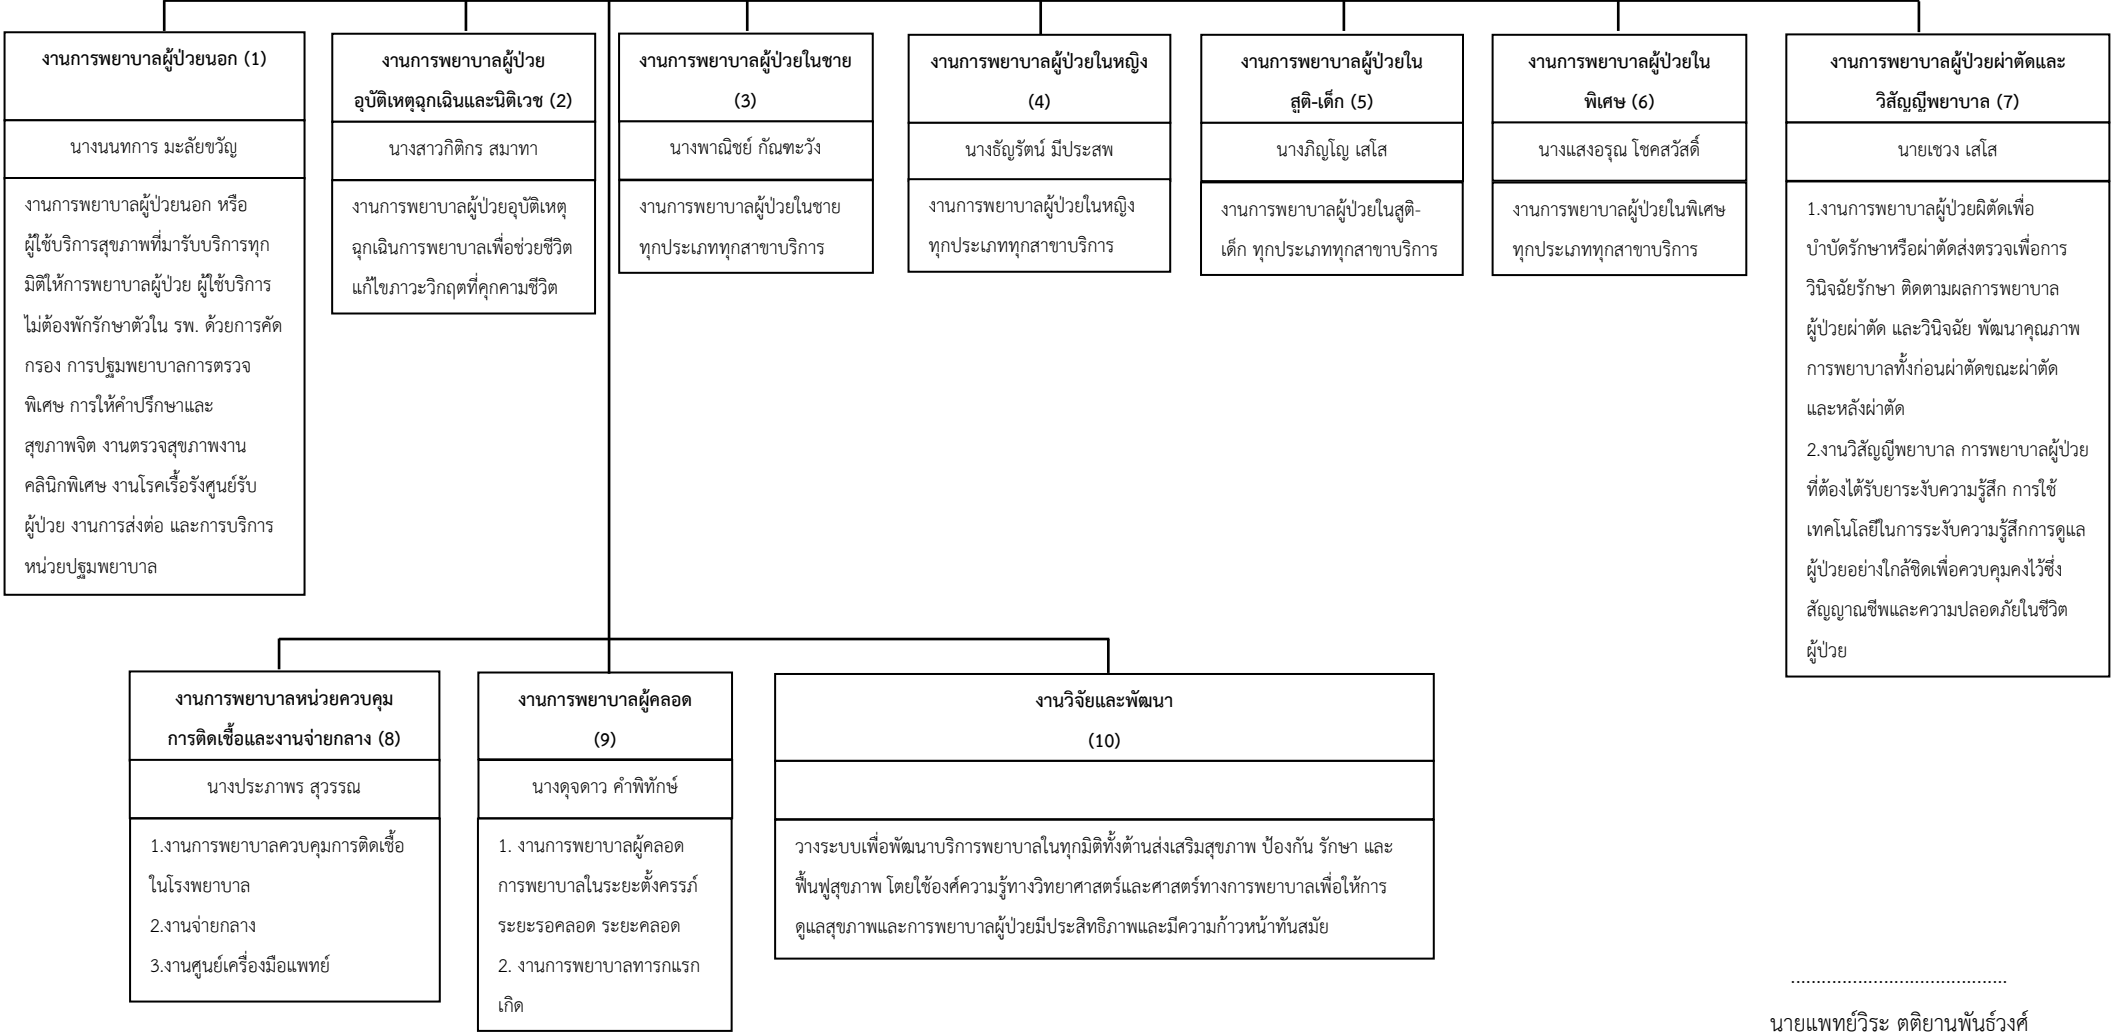 งานการพยาบาลผู้ป่วยนอก (1)
นางนนทการ มะลัยขวัญ
งานการพยาบาลผู้ป่วยนอก หรือ
ผู้ใช้บริการสุขภาพที่มารับบริการทุก
มิติให้การพยาบาลผู้ป่วย ผู้ใช้บริการ
ไม่ต้องพักรักษาตัวใน รพ. ด้วยการคัด
กรอง การปฐมพยาบาลการตรวจ
พิเศษ การให้คำปรึกษาและ
สุขภาพจิต งานตรวจสุขภาพงาน
คลินิกพิเศษ งานโรคเรื้อรังศูนย์รับ
ผู้ป่วย งานการส่งต่อ และการบริการ
หน่วยปฐมพยาบาล
งานการพยาบาลผู้ป่วย
อุบัติเหตุฉุกเฉินและนิติเวช (2)
นางสาวกิติกร สมาทา
งานการพยาบาลผู้ป่วยอุบัติเหตุ
ฉุกเฉินการพยาบาลเพื่อช่วยชีวิต
แก้ไขภาวะวิกฤตที่คุกคามชีวิต
งานการพยาบาลผู้ป่วยในชาย
(3)
นางพาณิชย์ กัณฑะวัง
งานการพยาบาลผู้ป่วยในชาย
ทุกประเภททุกสาขาบริการ
งานการพยาบาลผู้ป่วยในหญิง
(4)
นางธัญรัตน์ มีประสพ
งานการพยาบาลผู้ป่วยในหญิง
ทุกประเภททุกสาขาบริการ
งานการพยาบาลผู้ป่วยใน
สูติ-เด็ก (5)
นางภิญโญ เสโส
งานการพยาบาลผู้ป่วยในสูติ-
เด็ก ทุกประเภททุกสาขาบริการ
งานการพยาบาลผู้ป่วยใน
พิเศษ (6)
นางแสงอรุณ โชคสวัสดิ์
งานการพยาบาลผู้ป่วยในพิเศษ
ทุกประเภททุกสาขาบริการ
งานการพยาบาลผู้ป่วยผ่าตัดและ
วิสัญญีพยาบาล (7)
นายเชวง เสโส
1.งานการพยาบาลผู้ป่วยผิตัดเพื่อ
บำบัดรักษาหรือผ่าตัดส่งตรวจเพื่อการ
วินิจฉัยรักษา ติดตามผลการพยาบาล
ผู้ป่วยผ่าตัด และวินิจฉัย พัฒนาคุณภาพ
การพยาบาลทั้งก่อนผ่าตัดขณะผ่าตัด
และหลังผ่าตัด
2.งานวิสัญญีพยาบาล การพยาบาลผู้ป่วย
ที่ต้องได้รับยาระงับความรู้สึก การใช้
เทคโนโลยีในการระงับความรู้สึกการดูแล
ผู้ป่วยอย่างใกล้ชิดเพื่อควบคุมคงไว้ซึ่ง
สัญญาณชีพและความปลอดภัยในชีวิต
ผู้ป่วย
งานการพยาบาลหน่วยควบคุม
การติดเชื้อและงานจ่ายกลาง (8)
นางประภาพร สุวรรณ
1.งานการพยาบาลควบคุมการติดเชื้อ
ในโรงพยาบาล
2.งานจ่ายกลาง
3.งานศูนย์เครื่องมือแพทย์
งานการพยาบาลผู้คลอด
(9)
นางดุจดาว คำพิทักษ์
1. งานการพยาบาลผู้คลอด
การพยาบาลในระยะตั้งครรภ์
ระยะรอคลอด ระยะคลอด
2. งานการพยาบาลทารกแรก
เกิด
งานวิจัยและพัฒนา
(10)
วางระบบเพื่อพัฒนาบริการพยาบาลในทุกมิติทั้งด้านส่งเสริมสุขภาพ ป้องกัน รักษา และ
ฟื้นฟูสุขภาพ โดยใช้องค์ความรู้ทางวิทยาศาสตร์และศาสตร์ทางการพยาบาลเพื่อให้การ
ดูแลสุขภาพและการพยาบาลผู้ป่วยมีประสิทธิภาพและมีความก้าวหน้าทันสมัย
..........................................
นายแพทย์วิระ ตติยานพันธ์วงศ์